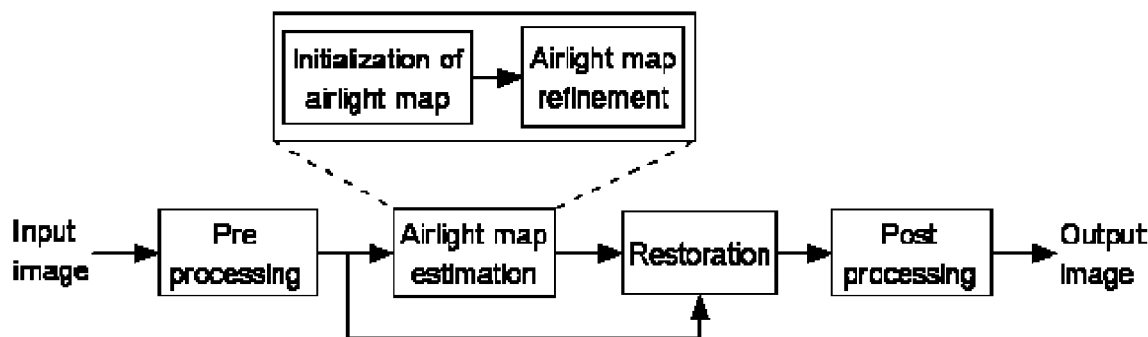 Initialization of
airlight map
Airlight map
refinement
Input
image
Pre
processing
Airlight map
estimation
Restoration
Post
processing
Output
image